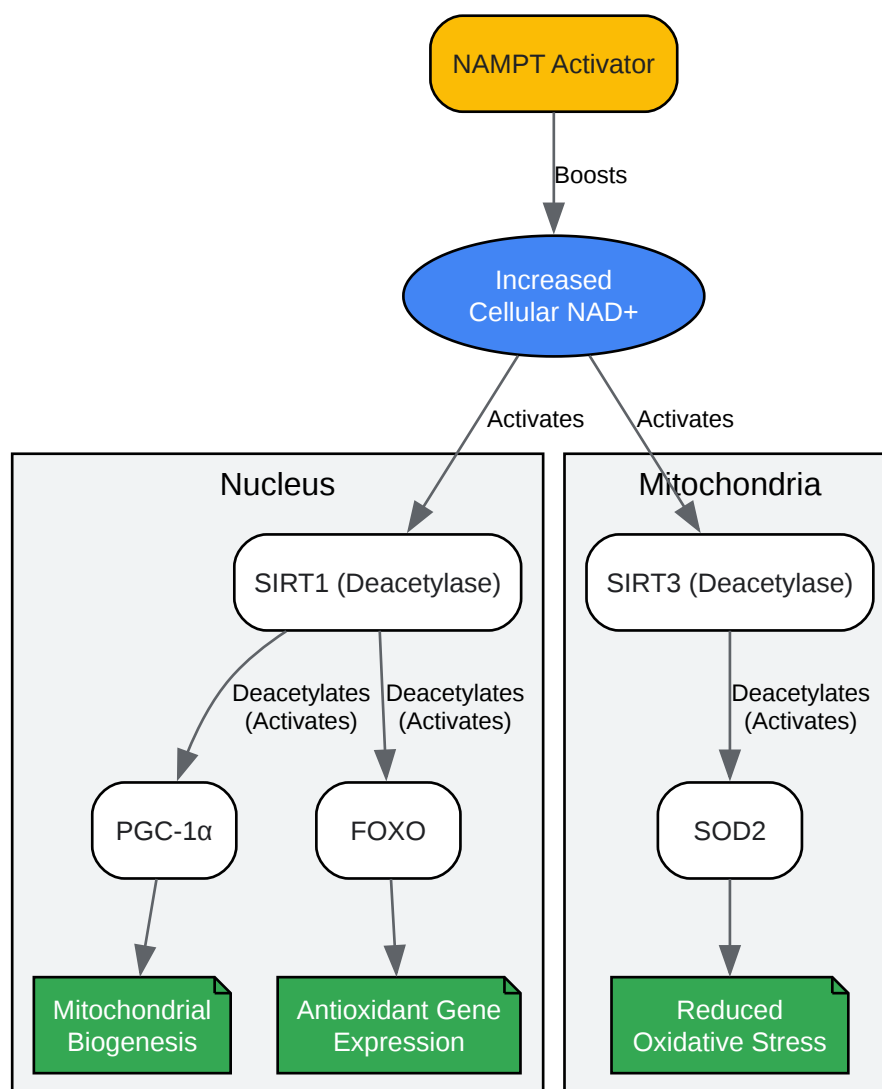 NAMPT Activator
Boosts
Increased
Cellular NAD+
Activates
Activates
Nucleus
Mitochondria
SIRT1 (Deacetylase)
SIRT3 (Deacetylase)
Deacetylates
(Activates)
Deacetylates
(Activates)
Deacetylates
(Activates)
PGC-1α
FOXO
SOD2
Mitochondrial
Biogenesis
Antioxidant Gene
Expression
Reduced
Oxidative Stress